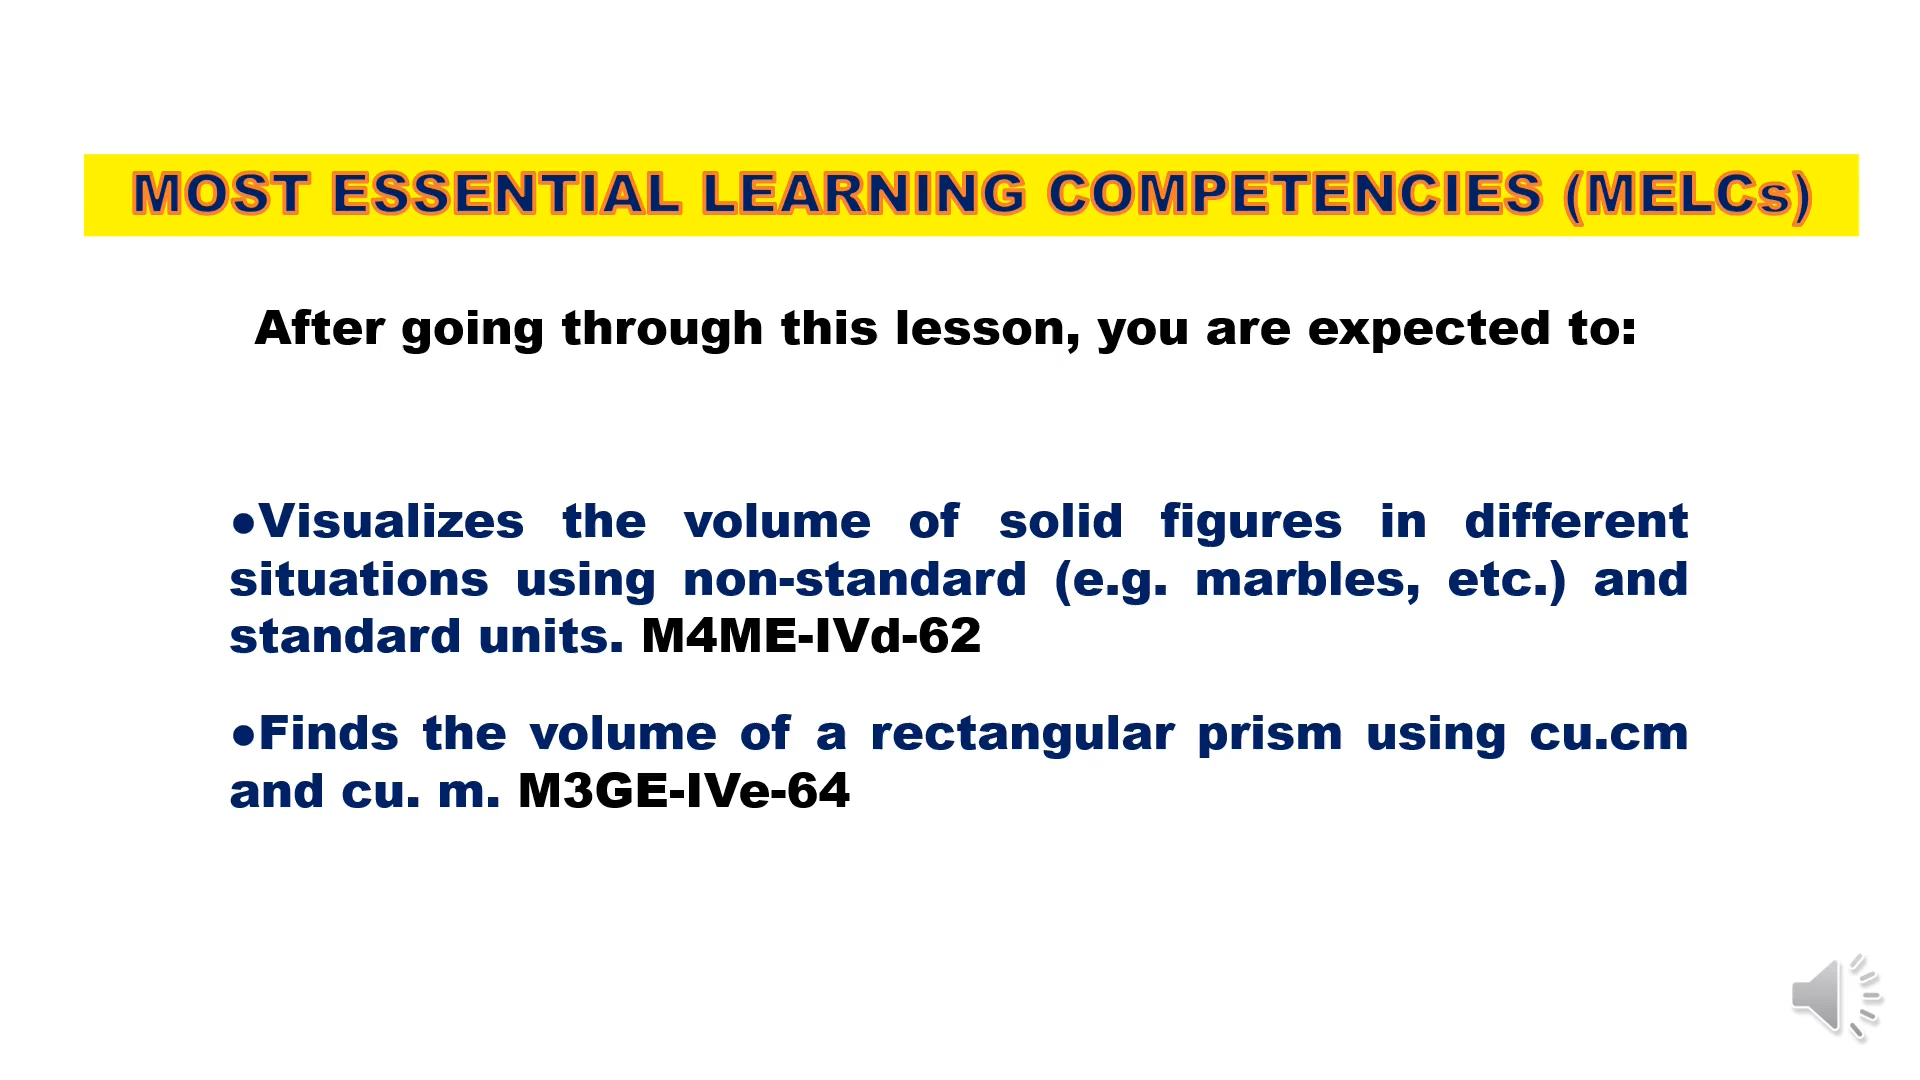 MOST ESSENTIAL LEARNING COMPETENCIES (MELCs)
After going through this lesson, you are expected to:
●Visualizes the volume of solid figures in different
situations using non-standard (e.g. marbles, etc.) and
standard units. M4ME-IVd-62
●Finds the volume of a rectangular prism using cu.cm
and cu. m. M3GE-IVe-64